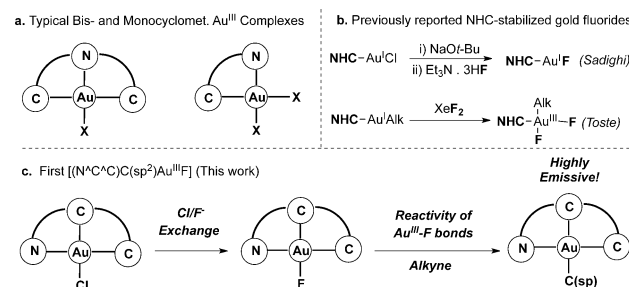 a. Typical Bis- and Monocyclomet. Auᴵᴵᴵ Complexes
N
C
Au
C
X
N
C
Au
X
X
b. Previously reported NHC-stabilized gold fluorides
NHC-AuᴵCl
i) NaOt-Bu
ii) Et₃N . 3HF
NHC-AuᴵF (Sadighi)
NHC-AuᴵAlk
XeF₂
Alk
NHC-Auᴵᴵᴵ-F (Toste)
F
c. First [(N^C^C)C(sp²)AuᴵᴵᴵF] (This work)
C
N
Au
C
Cl
Cl/F⁻
Exchange
C
N
Au
C
F
Reactivity of
Auᴵᴵᴵ-F bonds
Alkyne
Highly
Emissive!
C
N
Au
C
C(sp)